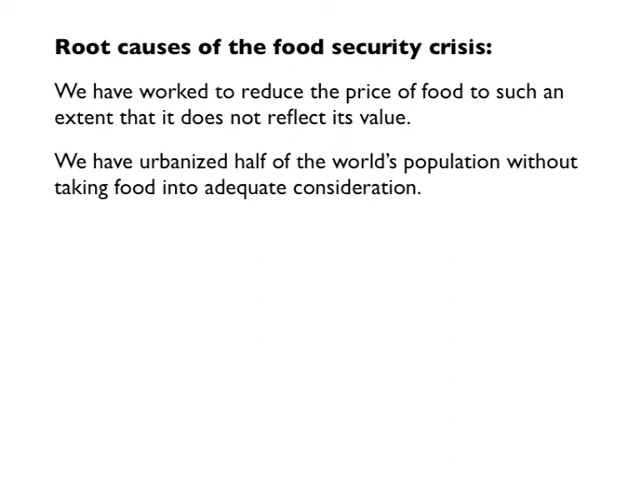 Root causes of the food security crisis:
We have worked to reduce the price of food to such an
extent that it does not reflect its value.
We have urbanized half of the world’s population without
taking food into adequate consideration.